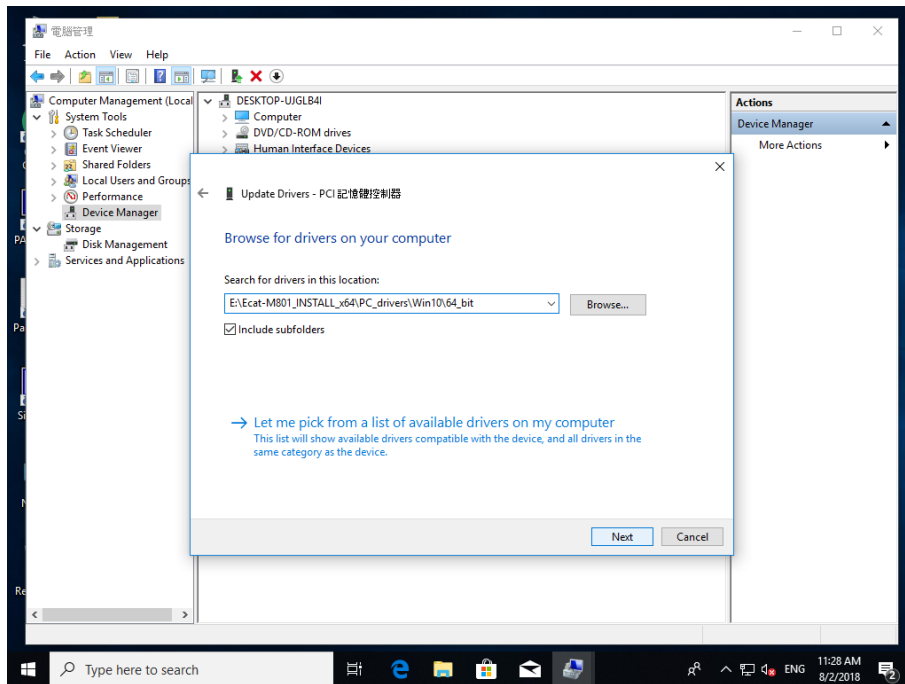 電腦管理
File Action View Help
Computer Management (Local
System Tools
Task Scheduler
Event Viewer
Shared Folders
Local Users and Groups
Performance
Device Manager
Storage
Disk Management
Services and Applications
DESKTOP-UJGLB4I
Computer
DVD/CD-ROM drives
Human Interface Devices
Actions
Device Manager
More Actions
Update Drivers - PCI 記憶體控制器
Browse for drivers on your computer
Search for drivers in this location:
E:\Ecat-M801_INSTALL_x64\PC_drivers\Win10\64_bit
Browse...
Include subfolders
Let me pick from a list of available drivers on my computer
This list will show available drivers compatible with the device, and all drivers in the
same category as the device.
Next Cancel
PA
Pa
Si
Re
Type here to search
ENG
11:28 AM
8/2/2018
2